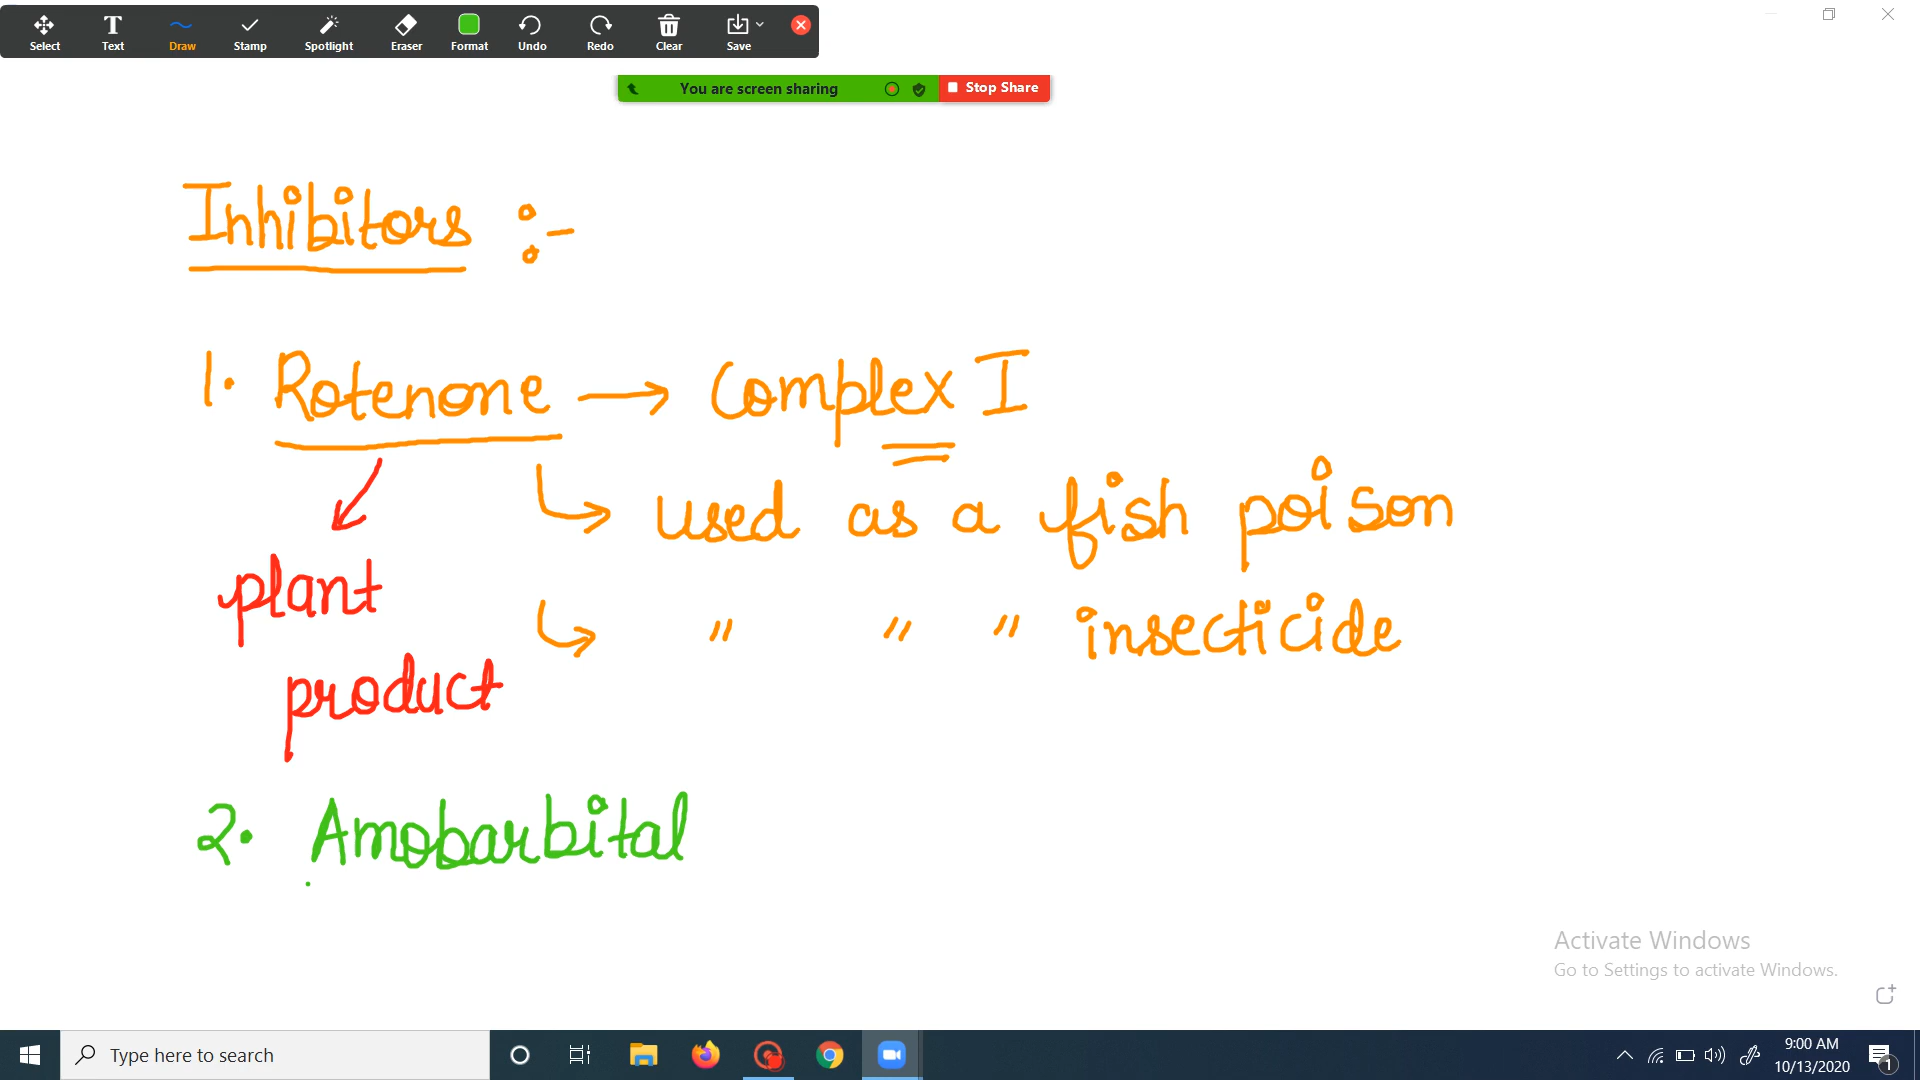 Select Text Draw Stamp Spotlight Eraser Format Undo Redo Clear Save
You are screen sharing Stop Share
Inhibitors :-
1. Rotenone → Complex I
↳ used as a fish poison
↳ " " " insecticide
plant
product
2. Amobarbital
Activate Windows
Go to Settings to activate Windows.
Type here to search
9:00 AM
10/13/2020
1